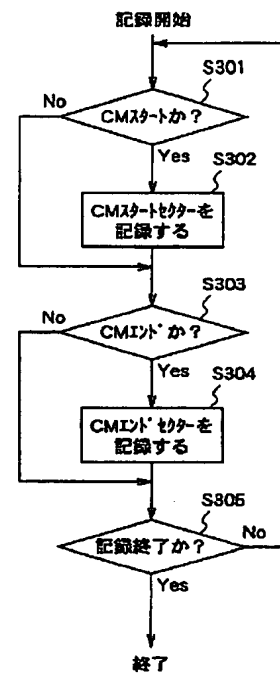 記録開始
S301
No
CMスタートか？
Yes
S302
CMスタートセクターを
記録する
S303
No
CMエンドか？
Yes
S304
CMエンドセクターを
記録する
S305
記録終了か？
No
Yes
終了